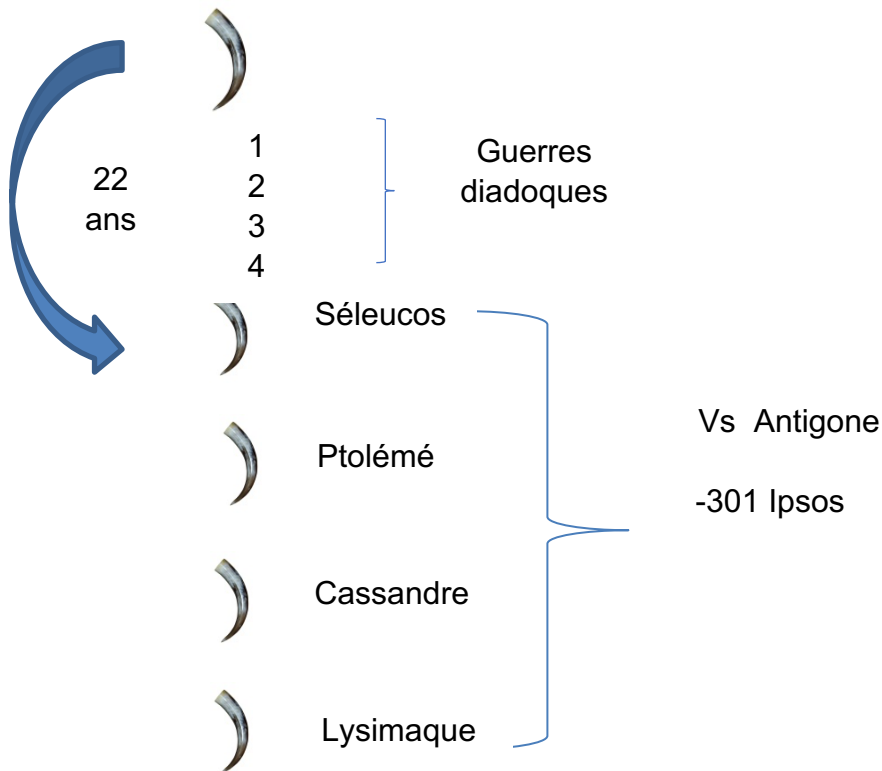 22
ans
1
2
3
4
Guerres
diadoques
Séleucos
Ptolémé
Cassandre
Lysimaque
Vs Antigone
-301 Ipsos